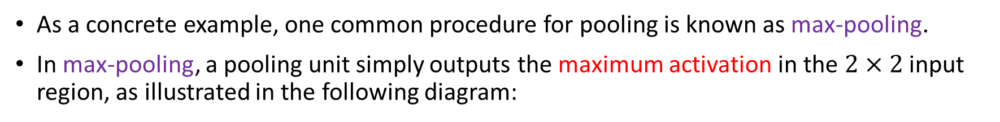 • As a concrete example, one common procedure for pooling is known as max-pooling.
• In max-pooling, a pooling unit simply outputs the maximum activation in the 2 × 2 input
region, as illustrated in the following diagram: